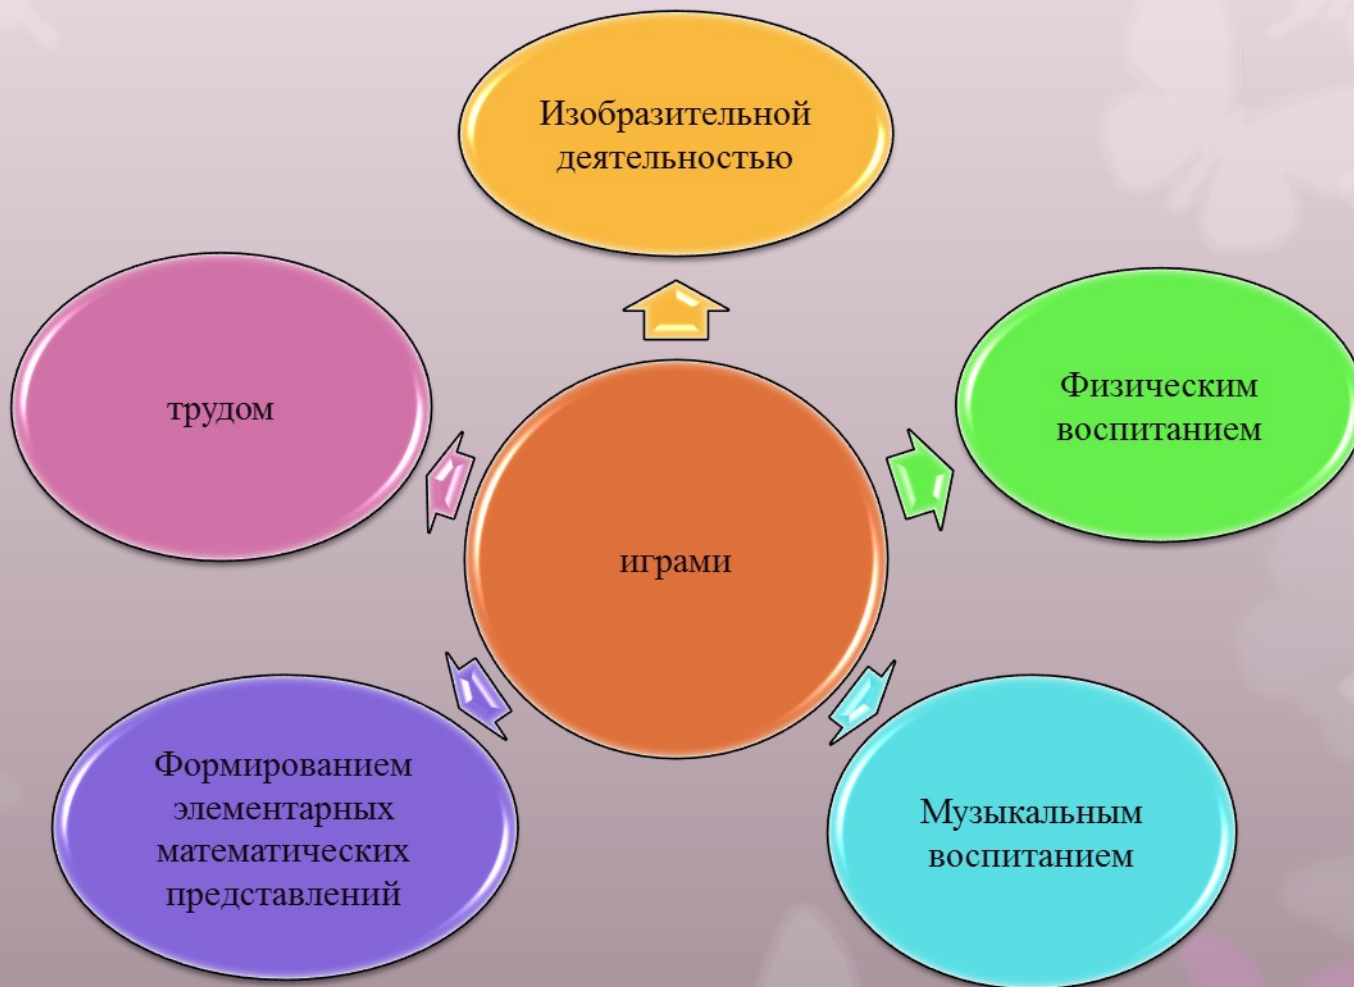 Изобразительной
деятельностью
трудом
Физическим
воспитанием
играми
Формированием
элементарных
математических
представлений
Музыкальным
воспитанием